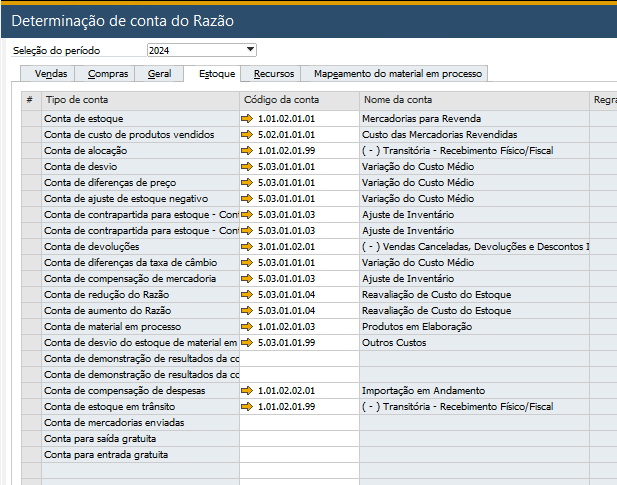 Determinação de conta do Razão
Seleção do período 2024
Vendas Compras Geral Estoque Recursos Mapeamento do material em processo
# Tipo de conta Código da conta Nome da conta Regra
Conta de estoque 1.01.02.01.01 Mercadorias para Revenda
Conta de custo de produtos vendidos 5.02.01.01.01 Custo das Mercadorias Revendidas
Conta de alocação 1.01.02.01.99 ( - ) Transitória - Recebimento Físico/Fiscal
Conta de desvio 5.03.01.01.01 Variação do Custo Médio
Conta de diferenças de preço 5.03.01.01.01 Variação do Custo Médio
Conta de ajuste de estoque negativo 5.03.01.01.01 Variação do Custo Médio
Conta de contrapartida para estoque - Cont 5.03.01.01.03 Ajuste de Inventário
Conta de contrapartida para estoque - Cont 5.03.01.01.03 Ajuste de Inventário
Conta de devoluções 3.01.01.02.01 ( - ) Vendas Canceladas, Devoluções e Descontos I
Conta de diferenças da taxa de câmbio 5.03.01.01.01 Variação do Custo Médio
Conta de compensação de mercadoria 5.03.01.01.03 Ajuste de Inventário
Conta de redução do Razão 5.03.01.01.04 Reavaliação de Custo do Estoque
Conta de aumento do Razão 5.03.01.01.04 Reavaliação de Custo do Estoque
Conta de material em processo 1.01.02.01.03 Produtos em Elaboração
Conta de desvio do estoque de material em 5.03.01.01.99 Outros Custos
Conta de demonstração de resultados da co
Conta de demonstração de resultados da co
Conta de compensação de despesas 1.01.02.02.01 Importação em Andamento
Conta de estoque em trânsito 1.01.02.01.99 ( - ) Transitória - Recebimento Físico/Fiscal
Conta de mercadorias enviadas
Conta para saída gratuita
Conta para entrada gratuita